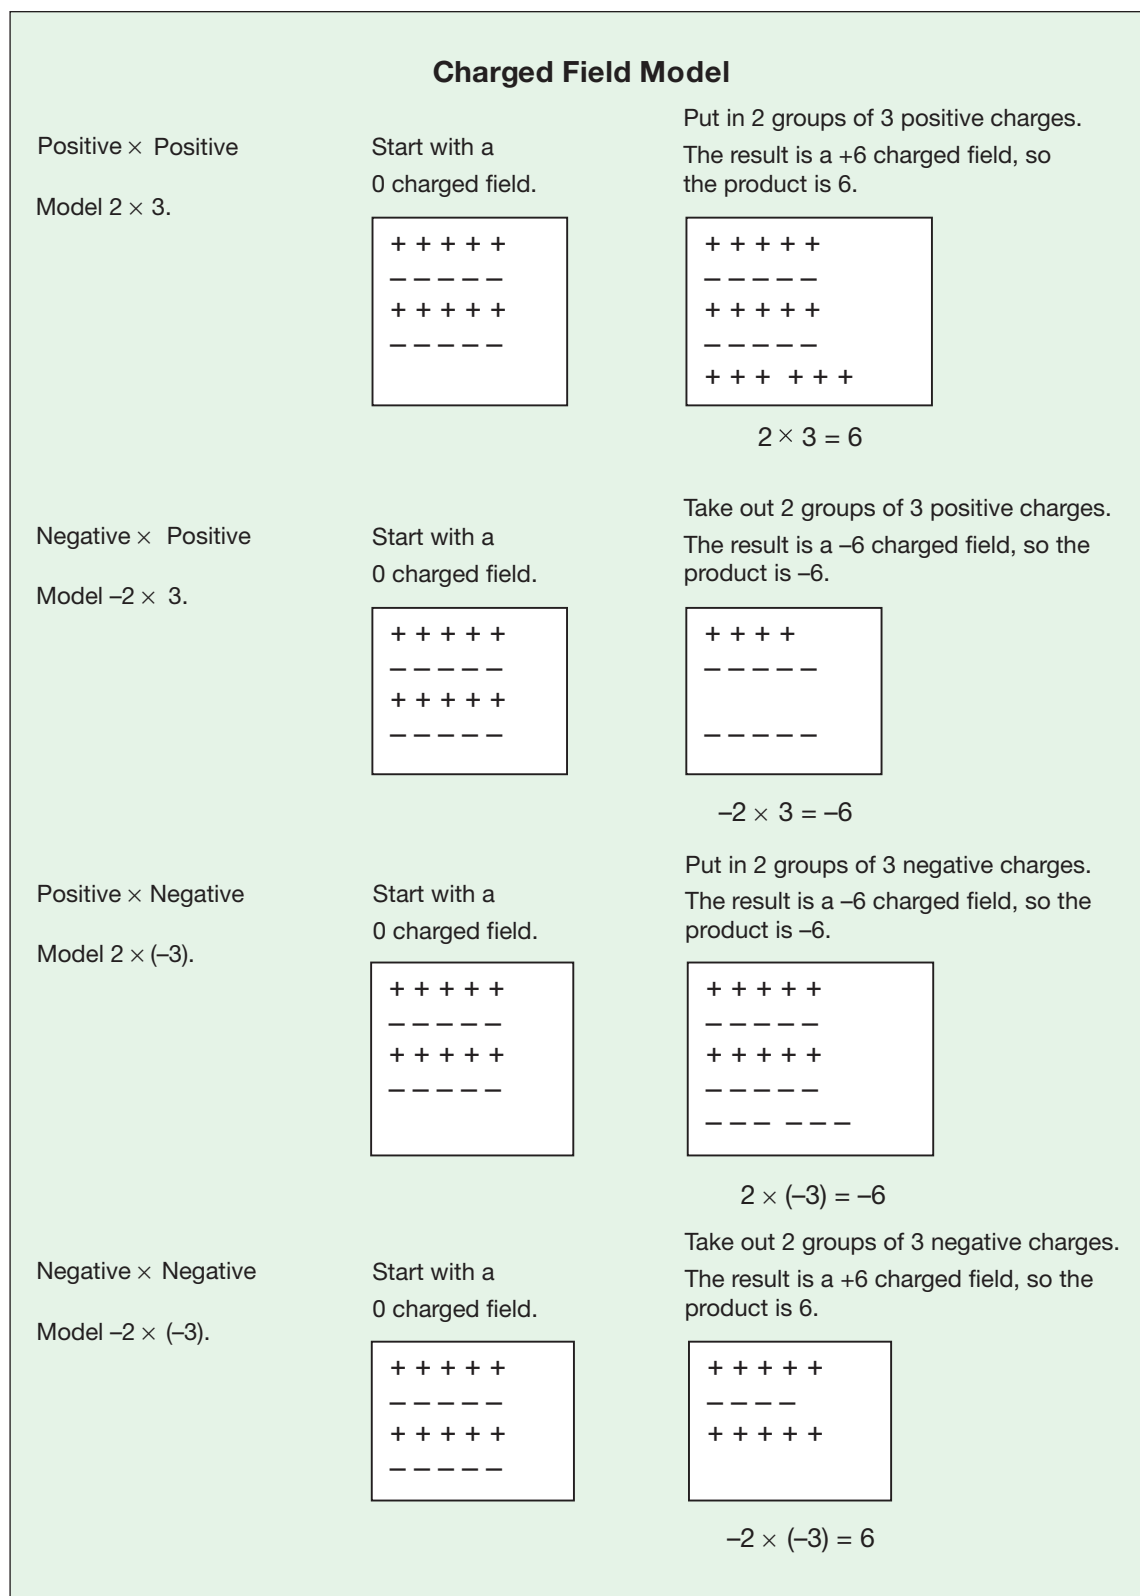 Charged Field Model
Positive × Positive
Model 2 × 3.
Start with a
0 charged field.
Put in 2 groups of 3 positive charges.
The result is a +6 charged field, so
the product is 6.
+ + + + +
– – – – –
+ + + + +
– – – – –
+ + + + +
– – – – –
+ + + + +
– – – – –
+ + + + + +
2 × 3 = 6
Negative × Positive
Model –2 × 3.
Start with a
0 charged field.
Take out 2 groups of 3 positive charges.
The result is a –6 charged field, so the
product is –6.
+ + + + +
– – – – –
+ + + + +
– – – – –
+ + + +
– – – – –
– – – – –
–2 × 3 = –6
Positive × Negative
Model 2 × (–3).
Start with a
0 charged field.
Put in 2 groups of 3 negative charges.
The result is a –6 charged field, so the
product is –6.
+ + + + +
– – – – –
+ + + + +
– – – – –
+ + + + +
– – – – –
+ + + + +
– – – – –
– – – – – –
2 × (–3) = –6
Negative × Negative
Model –2 × (–3).
Start with a
0 charged field.
Take out 2 groups of 3 negative charges.
The result is a +6 charged field, so the
product is 6.
+ + + + +
– – – – –
+ + + + +
– – – – –
+ + + + +
– – – –
+ + + + +
–2 × (–3) = 6